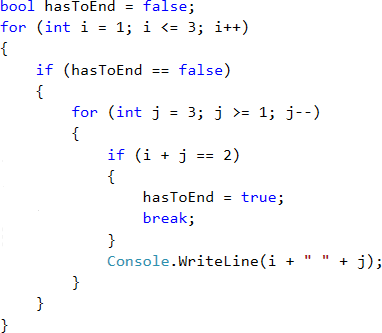 bool hasToEnd = false;
for (int i = 1; i <= 3; i++)
{
    if (hasToEnd == false)
    {
        for (int j = 3; j >= 1; j--)
        {
            if (i + j == 2)
            {
                hasToEnd = true;
                break;
            }
            Console.WriteLine(i + " " + j);
        }
    }
}